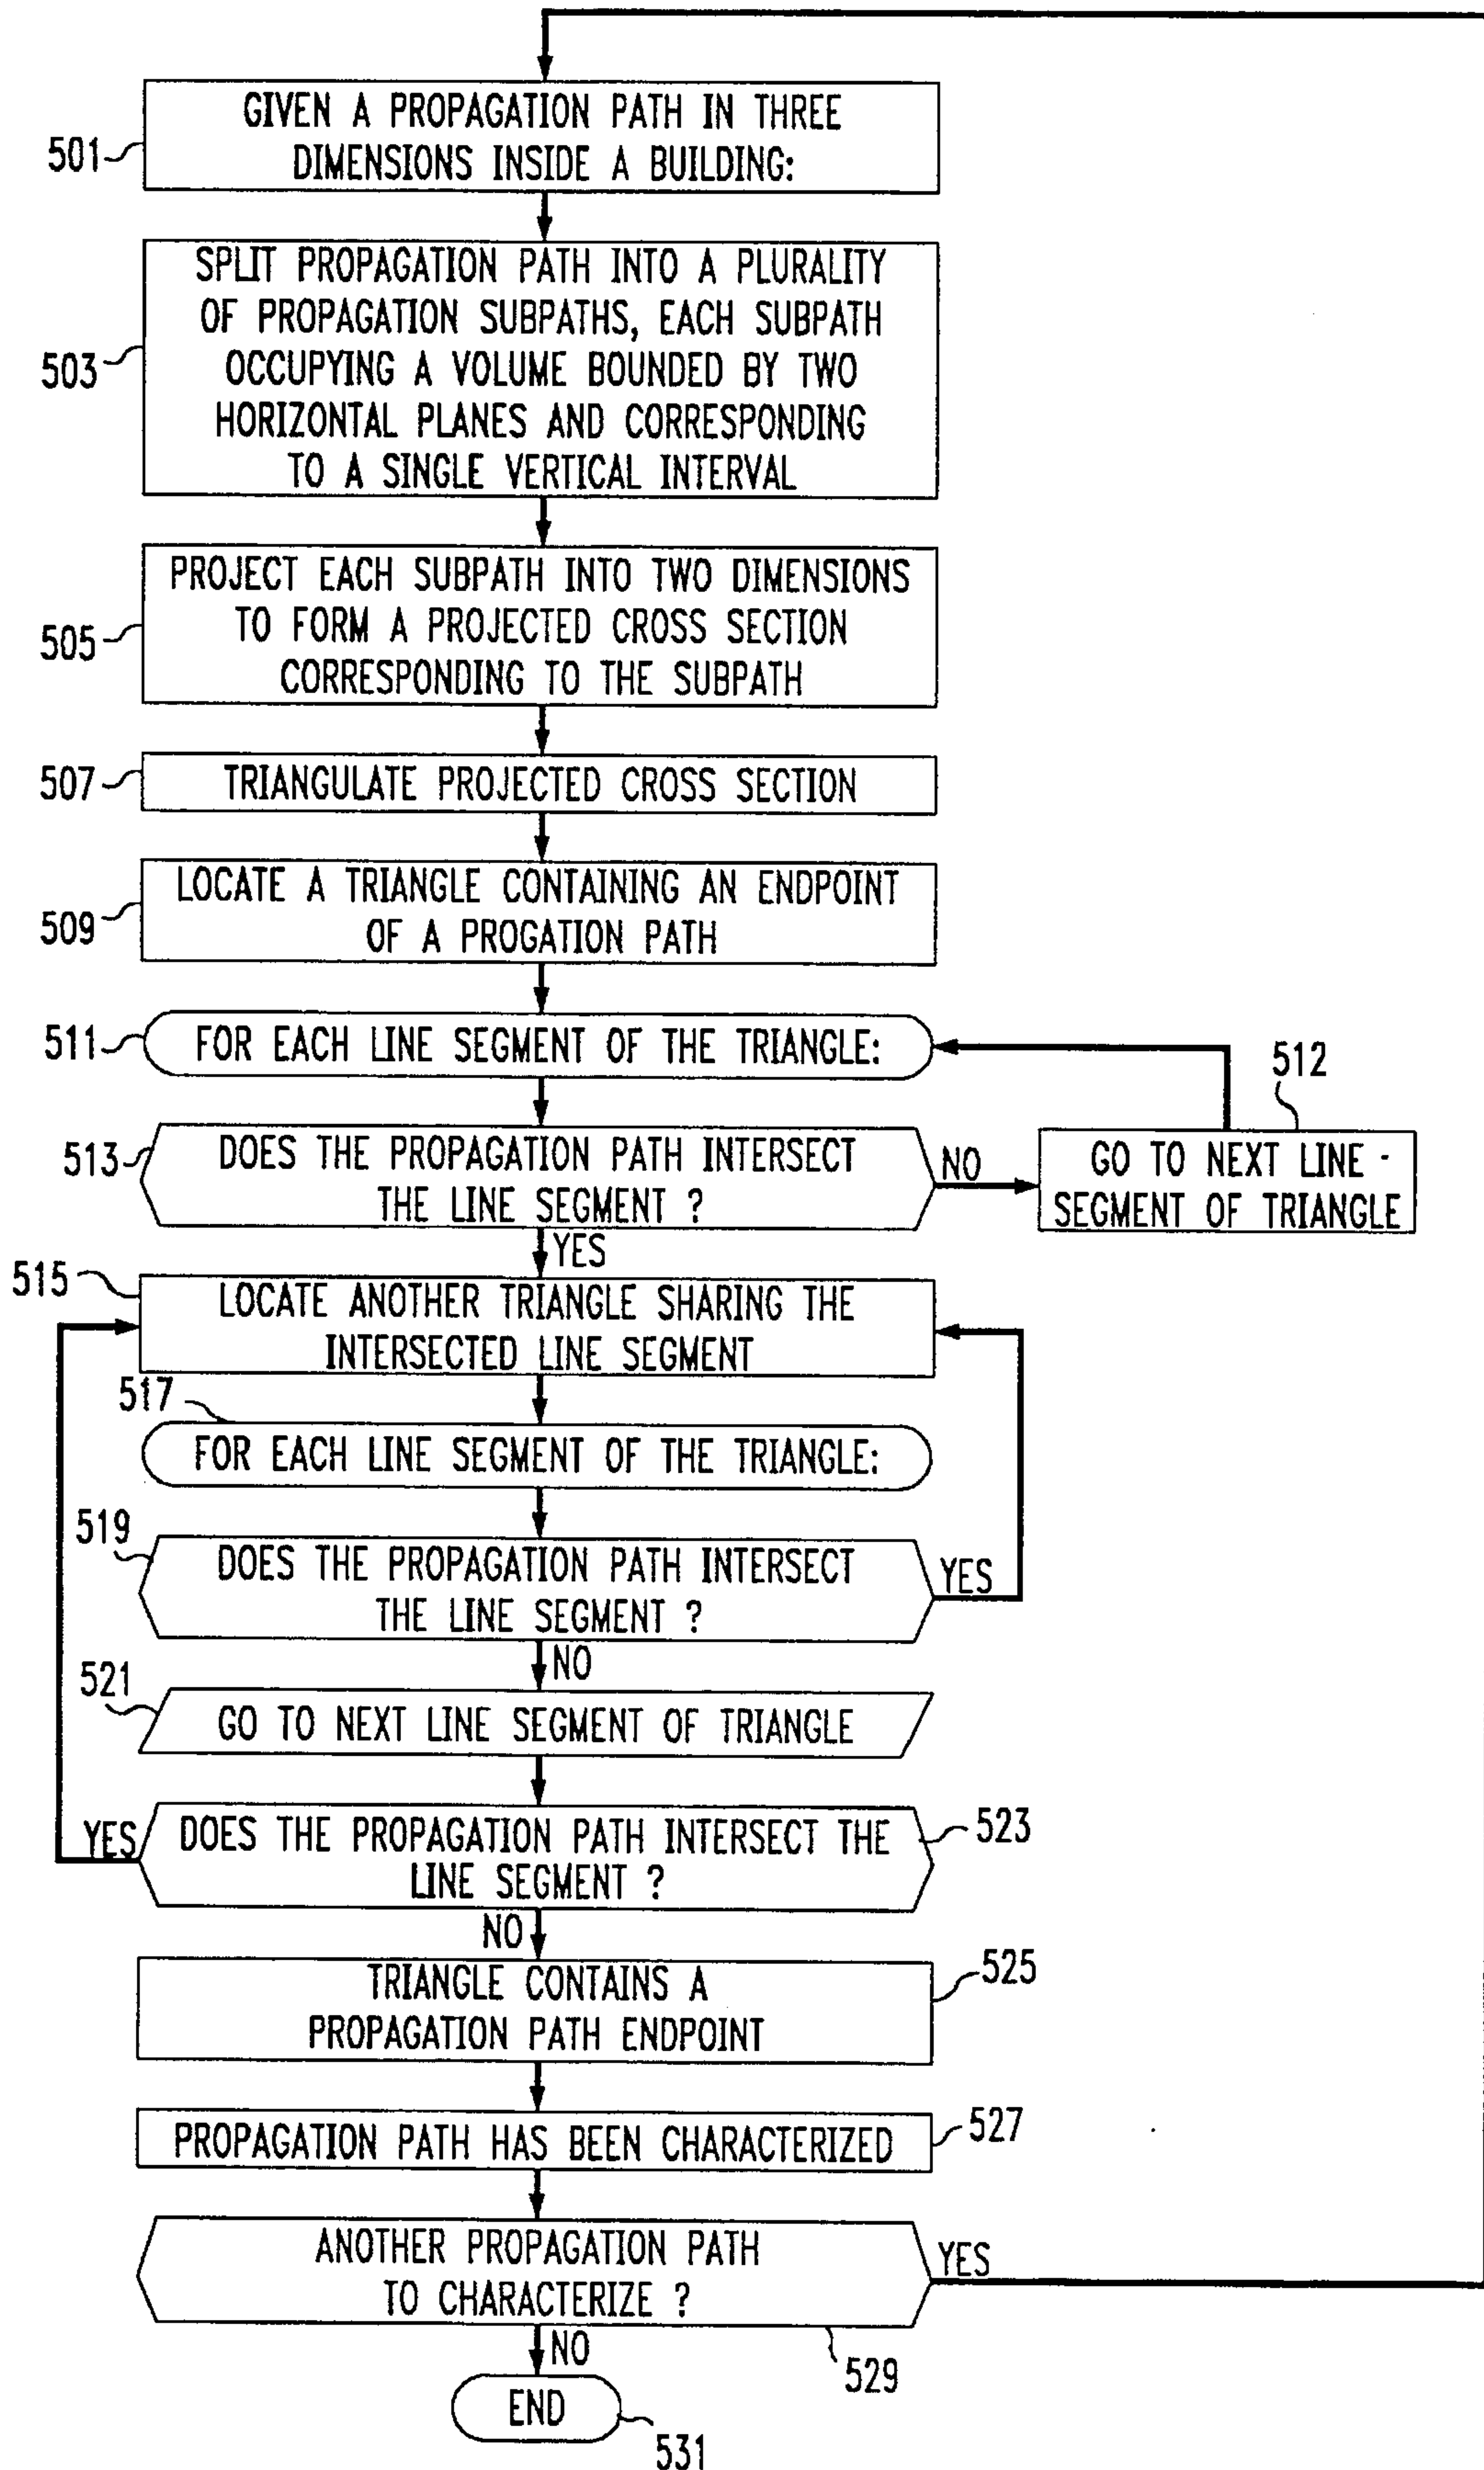 GIVEN A PROPAGATION PATH IN THREE
DIMENSIONS INSIDE A BUILDING:
501
SPLIT PROPAGATION PATH INTO A PLURALITY
OF PROPAGATION SUBPATHS, EACH SUBPATH
OCCUPYING A VOLUME BOUNDED BY TWO
HORIZONTAL PLANES AND CORRESPONDING
TO A SINGLE VERTICAL INTERVAL
503
PROJECT EACH SUBPATH INTO TWO DIMENSIONS
TO FORM A PROJECTED CROSS SECTION
CORRESPONDING TO THE SUBPATH
505
507
TRIANGULATE PROJECTED CROSS SECTION
LOCATE A TRIANGLE CONTAINING AN ENDPOINT
OF A PROGATION PATH
509
511
FOR EACH LINE SEGMENT OF THE TRIANGLE:
512
513
DOES THE PROPAGATION PATH INTERSECT
THE LINE SEGMENT ?
NO
GO TO NEXT LINE -
SEGMENT OF TRIANGLE
YES
515
LOCATE ANOTHER TRIANGLE SHARING THE
INTERSECTED LINE SEGMENT
517
FOR EACH LINE SEGMENT OF THE TRIANGLE:
519
DOES THE PROPAGATION PATH INTERSECT
THE LINE SEGMENT ?
YES
NO
521
GO TO NEXT LINE SEGMENT OF TRIANGLE
YES
DOES THE PROPAGATION PATH INTERSECT THE
LINE SEGMENT ?
523
NO
TRIANGLE CONTAINS A
PROPAGATION PATH ENDPOINT
525
PROPAGATION PATH HAS BEEN CHARACTERIZED
527
ANOTHER PROPAGATION PATH
TO CHARACTERIZE ?
YES
529
NO
END
531